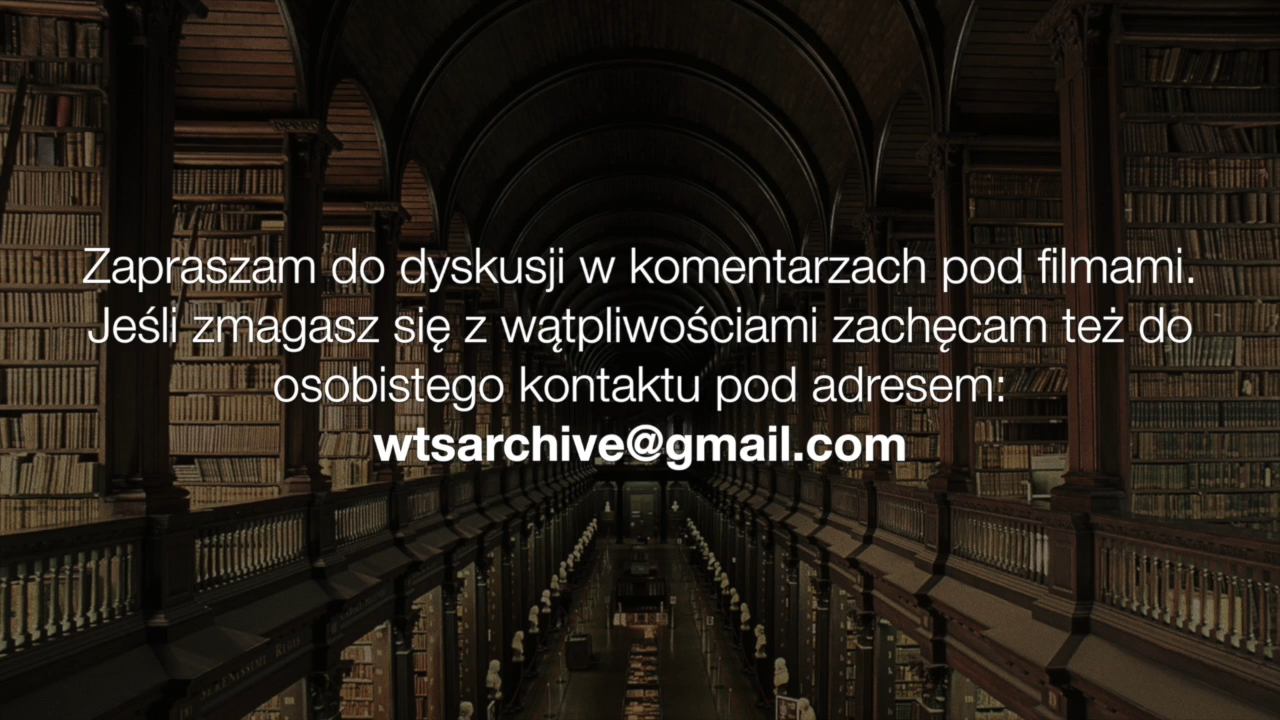 Zapraszam do dyskusji w komentarzach pod filmami.
Jeśli zmagasz się z wątpliwościami zachęcam też do
osobistego kontaktu pod adresem:
wtsarchive@gmail.com